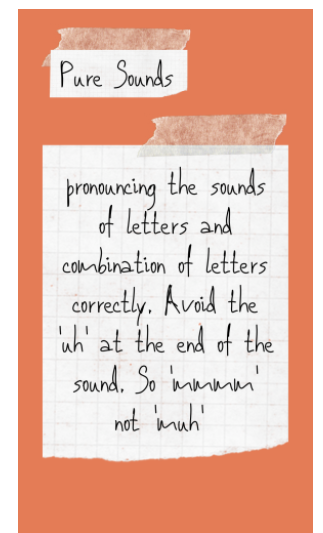 Pure Sounds
pronouncing the sounds
of letters and
combination of letters
correctly. Avoid the
'uh' at the end of the
sound. So 'mmmm'
not 'muh'